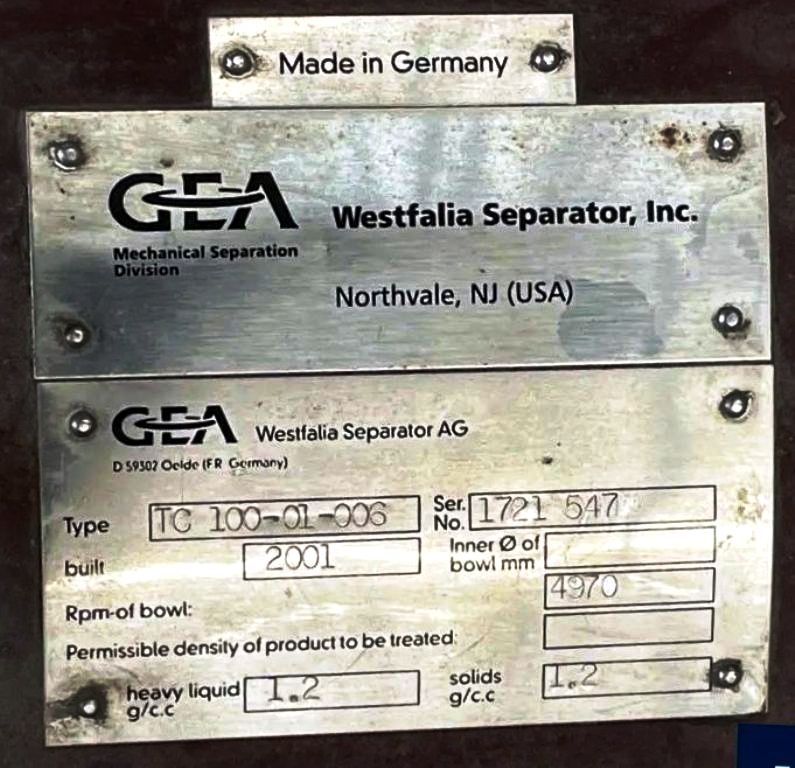 Made in Germany
GEA
Westfalia Separator, Inc.
Mechanical Separation
Division
Northvale, NJ (USA)
GEA Westfalia Separator AG
D 59302 Oelde (FR Germany)
Type TC 100-01-006 Ser. No. 1721 547
built 2001 Inner Ø of bowl mm
Rpm-of bowl: 4970
Permissible density of product to be treated:
heavy liquid g/c.c 1.2 solids g/c.c 1.2